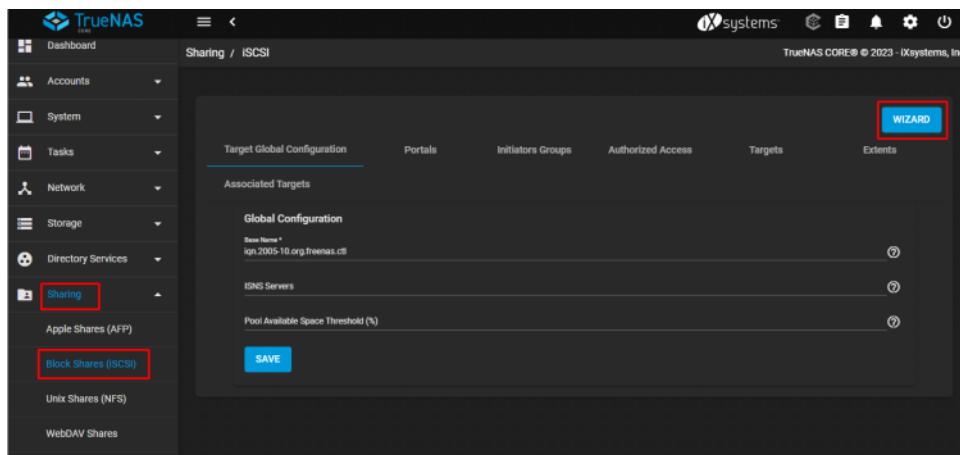 TrueNAS
CORE
systems
Dashboard
Sharing / iSCSI
TrueNAS CORE® © 2023 - iXsystems, In
Accounts
System
WIZARD
Tasks
Target Global Configuration Portals Initiators Groups Authorized Access Targets Extents
Network
Associated Targets
Storage
Global Configuration
Base Name *
iqn.2005-10.org.freenas.ctl
Directory Services
Sharing
iSNS Servers
Apple Shares (AFP)
Pool Available Space Threshold (%)
Block Shares (iSCSI)
SAVE
Unix Shares (NFS)
WebDAV Shares